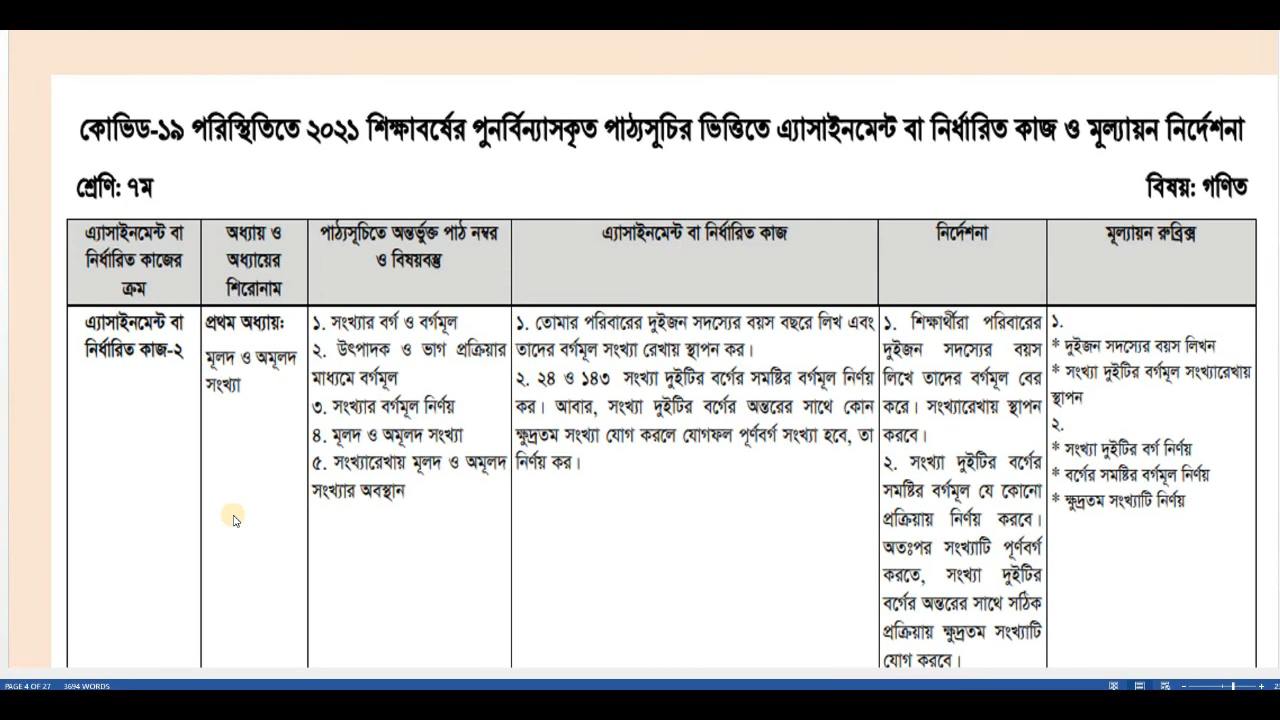 কোভিড-১৯ পরিস্থিতিতে ২০২১ শিক্ষাবর্ষের পুনর্বিন্যাসকৃত পাঠ্যসূচির ভিত্তিতে এ্যাসাইনমেন্ট বা নির্ধারিত কাজ ও মূল্যায়ন নির্দেশনা
শ্রেণি: ৭ম
বিষয়: গণিত
এ্যাসাইনমেন্ট বা
নির্ধারিত কাজের
ক্রম
অধ্যায় ও
অধ্যায়ের
শিরোনাম
পাঠ্যসূচিতে অন্তর্ভুক্ত পাঠ নম্বর
ও বিষয়বস্তু
এ্যাসাইনমেন্ট বা নির্ধারিত কাজ
নির্দেশনা
মূল্যায়ন রুব্রিক্স
এ্যাসাইনমেন্ট বা
নির্ধারিত কাজ-২
প্রথম অধ্যায়:
মূলদ ও অমূলদ
সংখ্যা
১. সংখ্যার বর্গ ও বর্গমূল
২. উৎপাদক ও ভাগ প্রক্রিয়ার
মাধ্যমে বর্গমূল
৩. সংখ্যার বর্গমূল নির্ণয়
৪. মূলদ ও অমূলদ সংখ্যা
৫. সংখ্যারেখায় মূলদ ও অমূলদ
সংখ্যার অবস্থান
১. তোমার পরিবারের দুইজন সদস্যের বয়স বছরে লিখ এবং
তাদের বর্গমূল সংখ্যা রেখায় স্থাপন কর।
২. ২৪ ও ১৪৩ সংখ্যা দুইটির বর্গের সমষ্টির বর্গমূল নির্ণয়
কর। আবার, সংখ্যা দুইটির বর্গের অন্তরের সাথে কোন
ক্ষুদ্রতম সংখ্যা যোগ করলে যোগফল পূর্ণবর্গ সংখ্যা হবে, তা
নির্ণয় কর।
১. শিক্ষার্থীরা পরিবারের
দুইজন সদস্যের বয়স
লিখে তাদের বর্গমূল বের
করে। সংখ্যারেখায় স্থাপন
করবে।
২. সংখ্যা দুইটির বর্গের
সমষ্টির বর্গমূল যে কোনো
প্রক্রিয়ায় নির্ণয় করবে।
অতঃপর সংখ্যাটি পূর্ণবর্গ
করতে, সংখ্যা দুইটির
বর্গের অন্তরের সাথে সঠিক
প্রক্রিয়ায় ক্ষুদ্রতম সংখ্যাটি
যোগ করবে।
১.
* দুইজন সদস্যের বয়স লিখন
* সংখ্যা দুইটির বর্গমূল সংখ্যারেখায়
স্থাপন
২.
* সংখ্যা দুইটির বর্গ নির্ণয়
* বর্গের সমষ্টির বর্গমূল নির্ণয়
* ক্ষুদ্রতম সংখ্যাটি নির্ণয়
PAGE 4 OF 27 3694 WORDS